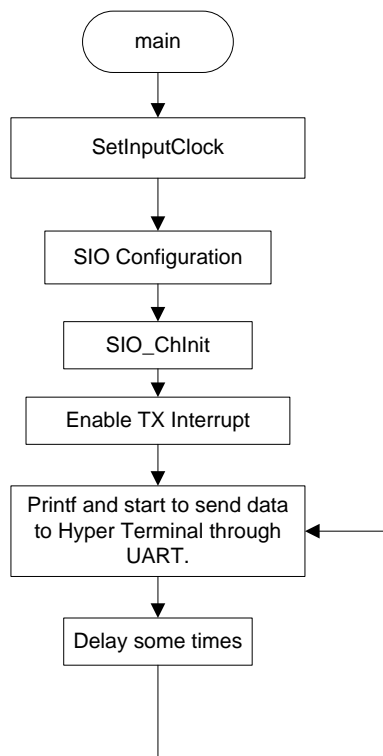 main
SetInputClock
SIO Configuration
SIO_ChInit
Enable TX Interrupt
Printf and start to send data
to Hyper Terminal through
UART.
Delay some times